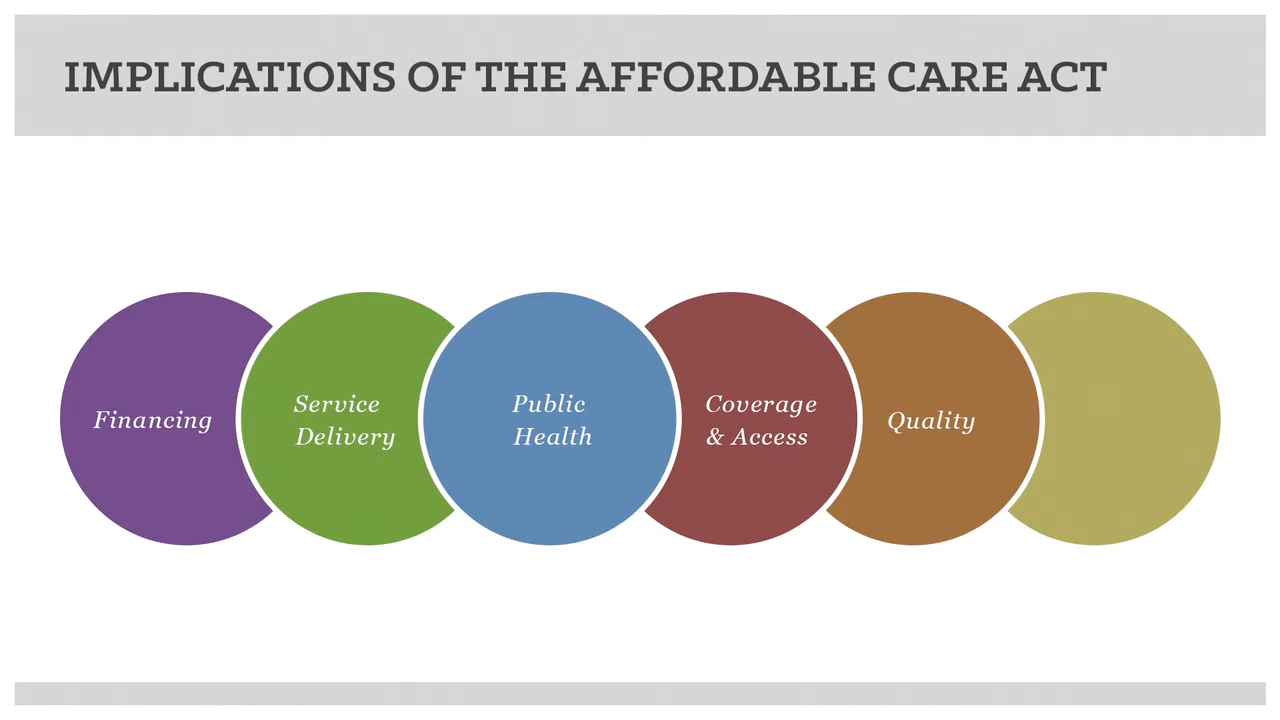 IMPLICATIONS OF THE AFFORDABLE CARE ACT
Financing
Service
Delivery
Public
Health
Coverage
& Access
Quality